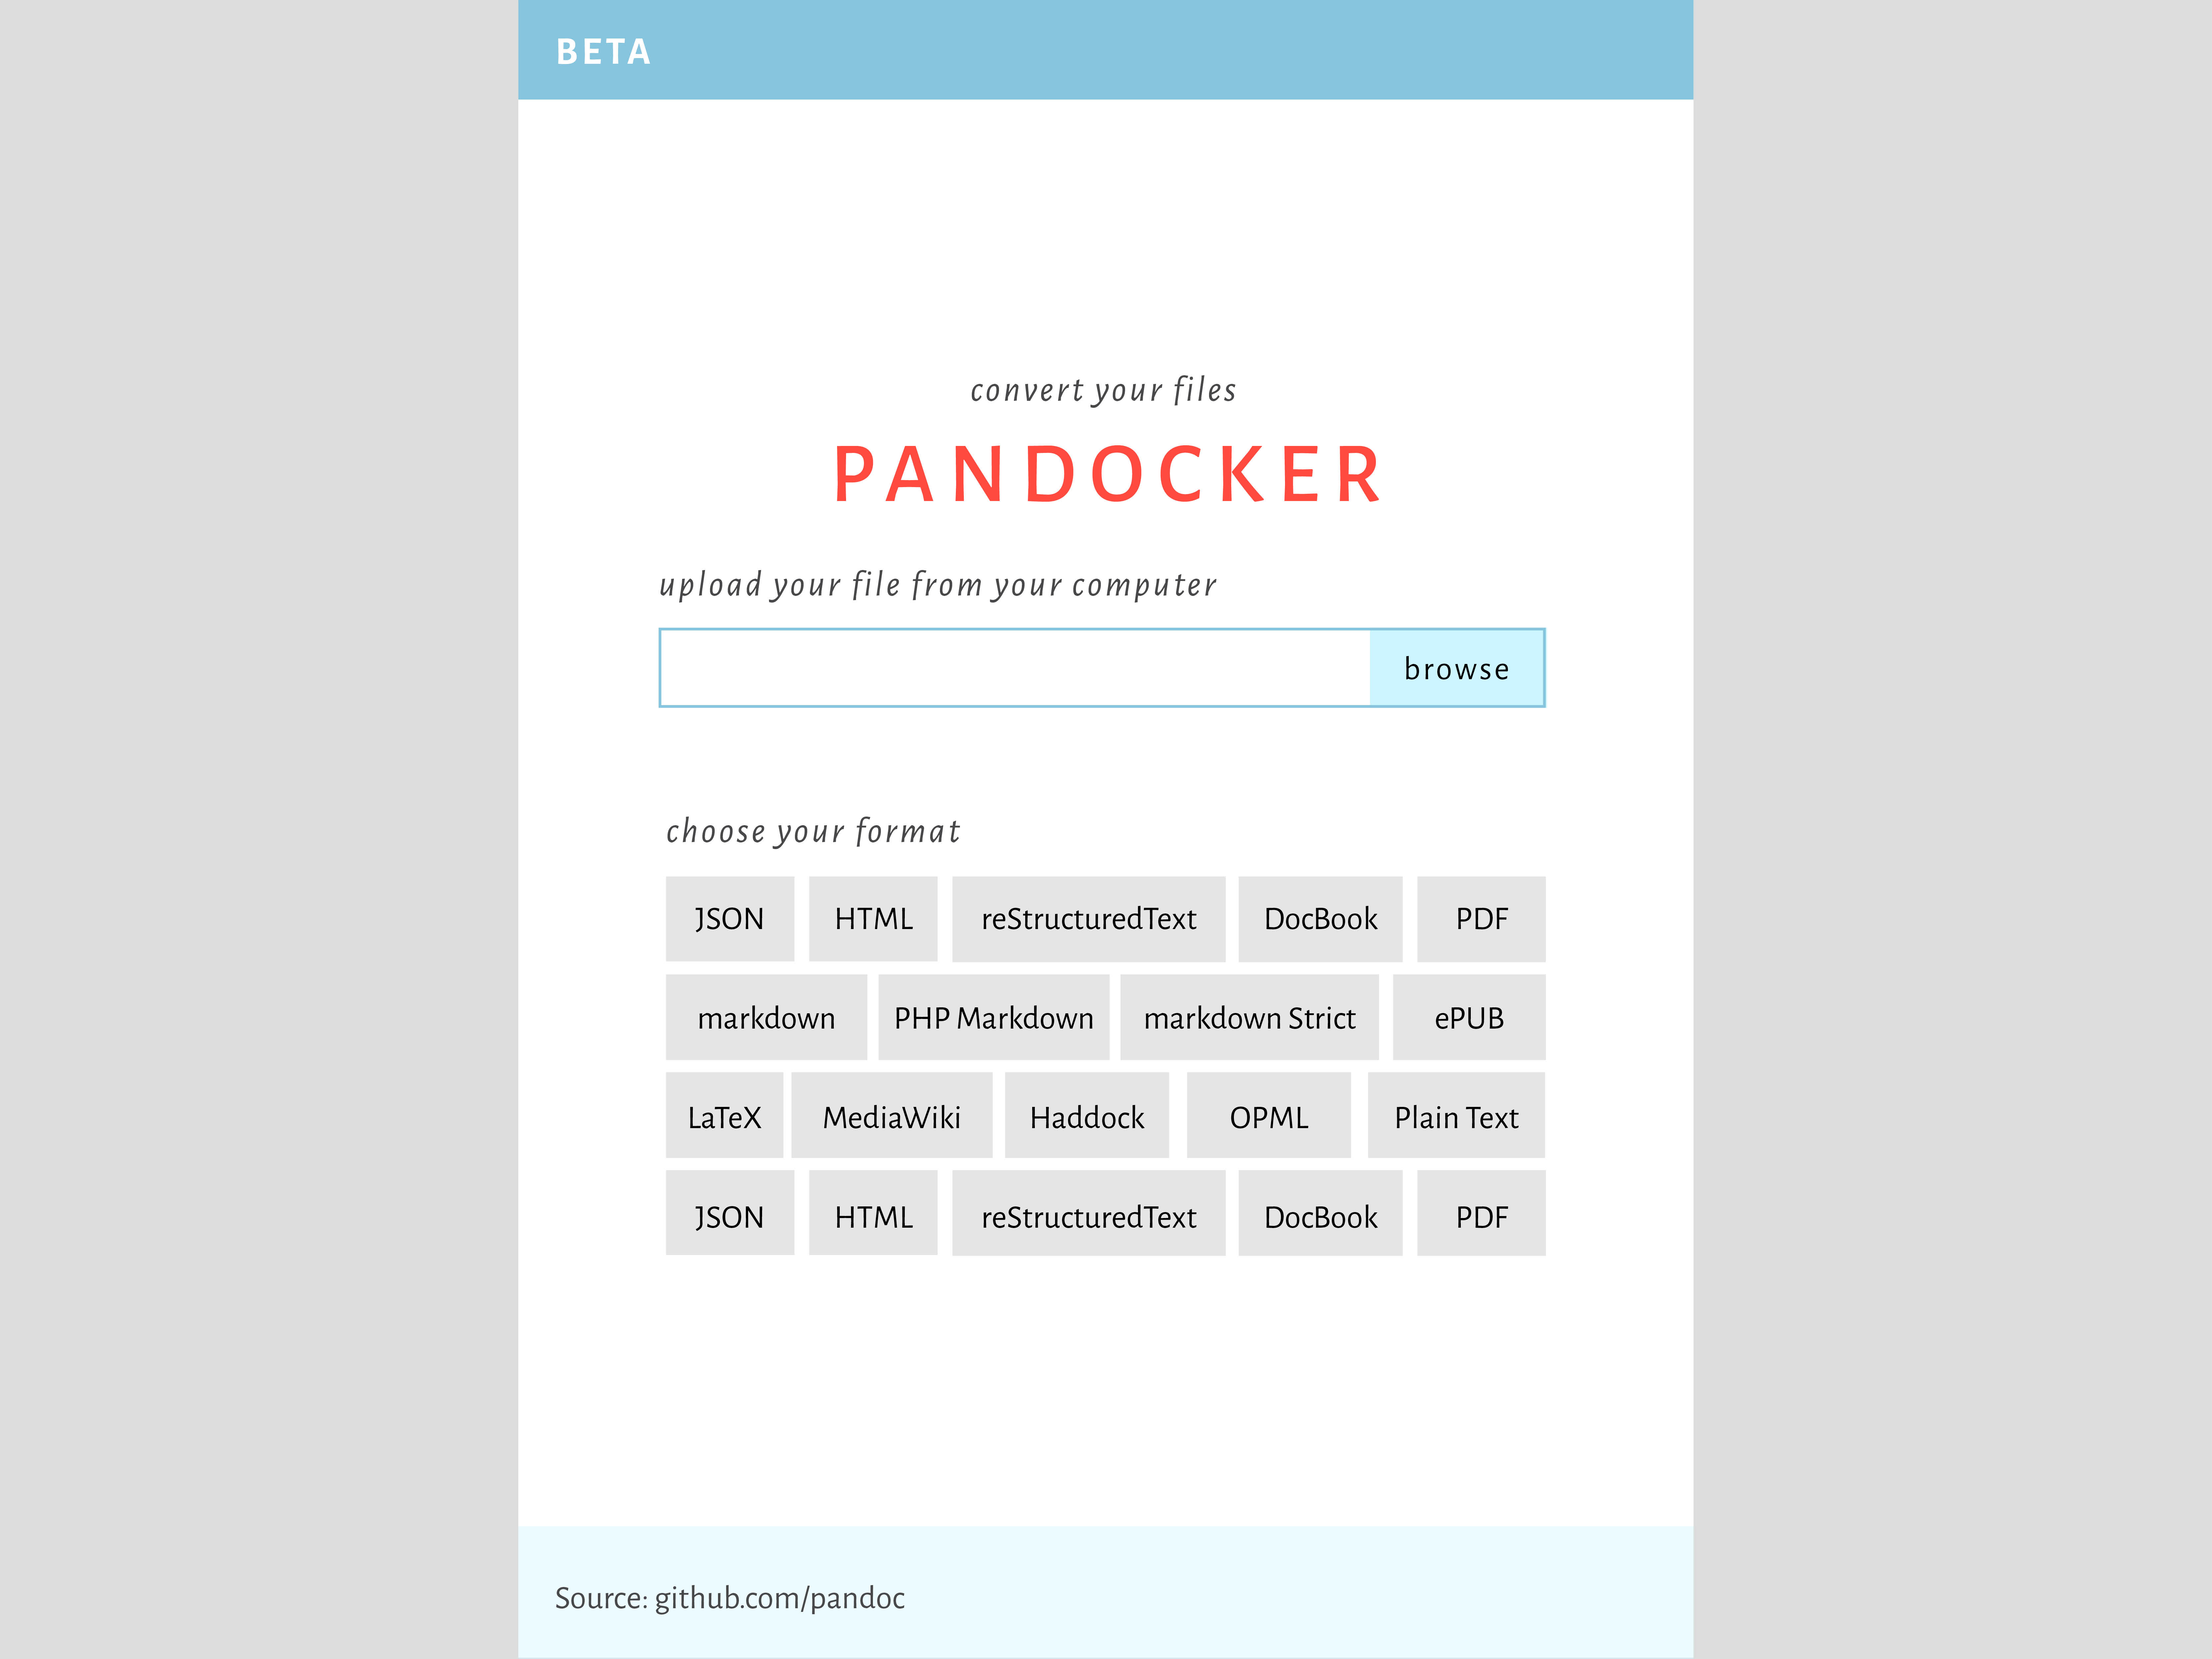 BETA
convert your files
PANDOCKER
upload your file from your computer
browse
choose your format
JSON HTML reStructuredText DocBook PDF
markdown PHP Markdown markdown Strict ePUB
LaTeX MediaWiki Haddock OPML Plain Text
JSON HTML reStructuredText DocBook PDF
Source: github.com/pandoc